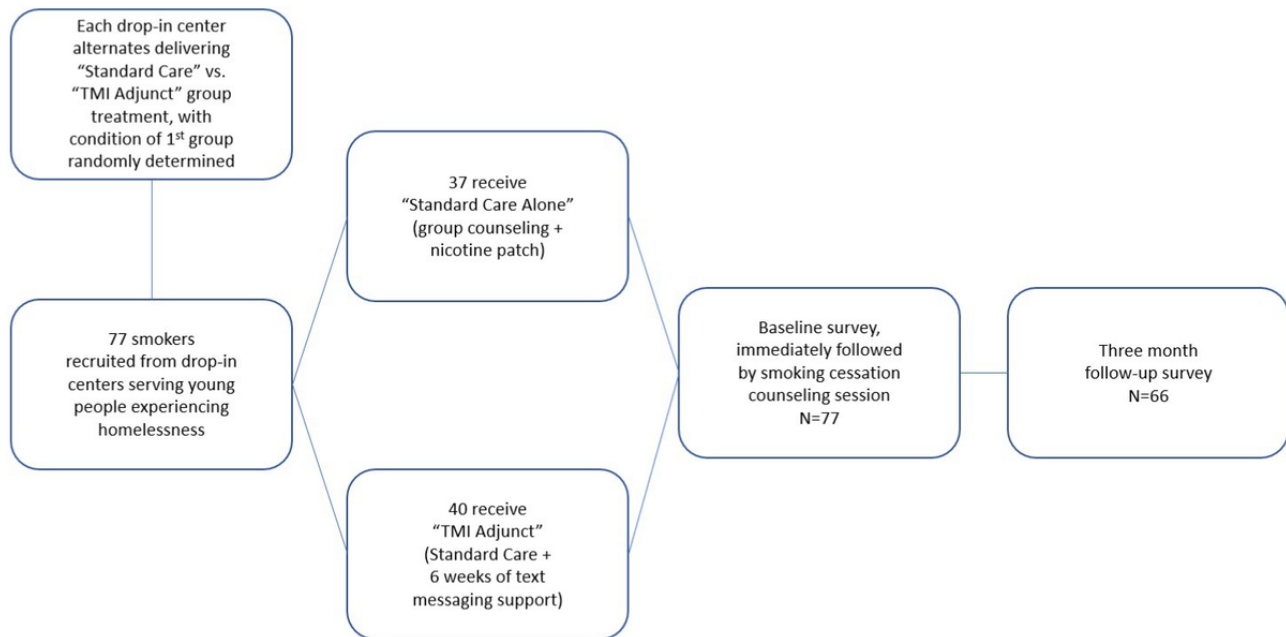 Each drop-in center
alternates delivering
“Standard Care” vs.
“TMI Adjunct” group
treatment, with
condition of 1st group
randomly determined
77 smokers
recruited from drop-in
centers serving young
people experiencing
homelessness
37 receive
“Standard Care Alone”
(group counseling +
nicotine patch)
40 receive
“TMI Adjunct”
(Standard Care +
6 weeks of text
messaging support)
Baseline survey,
immediately followed
by smoking cessation
counseling session
N=77
Three month
follow-up survey
N=66